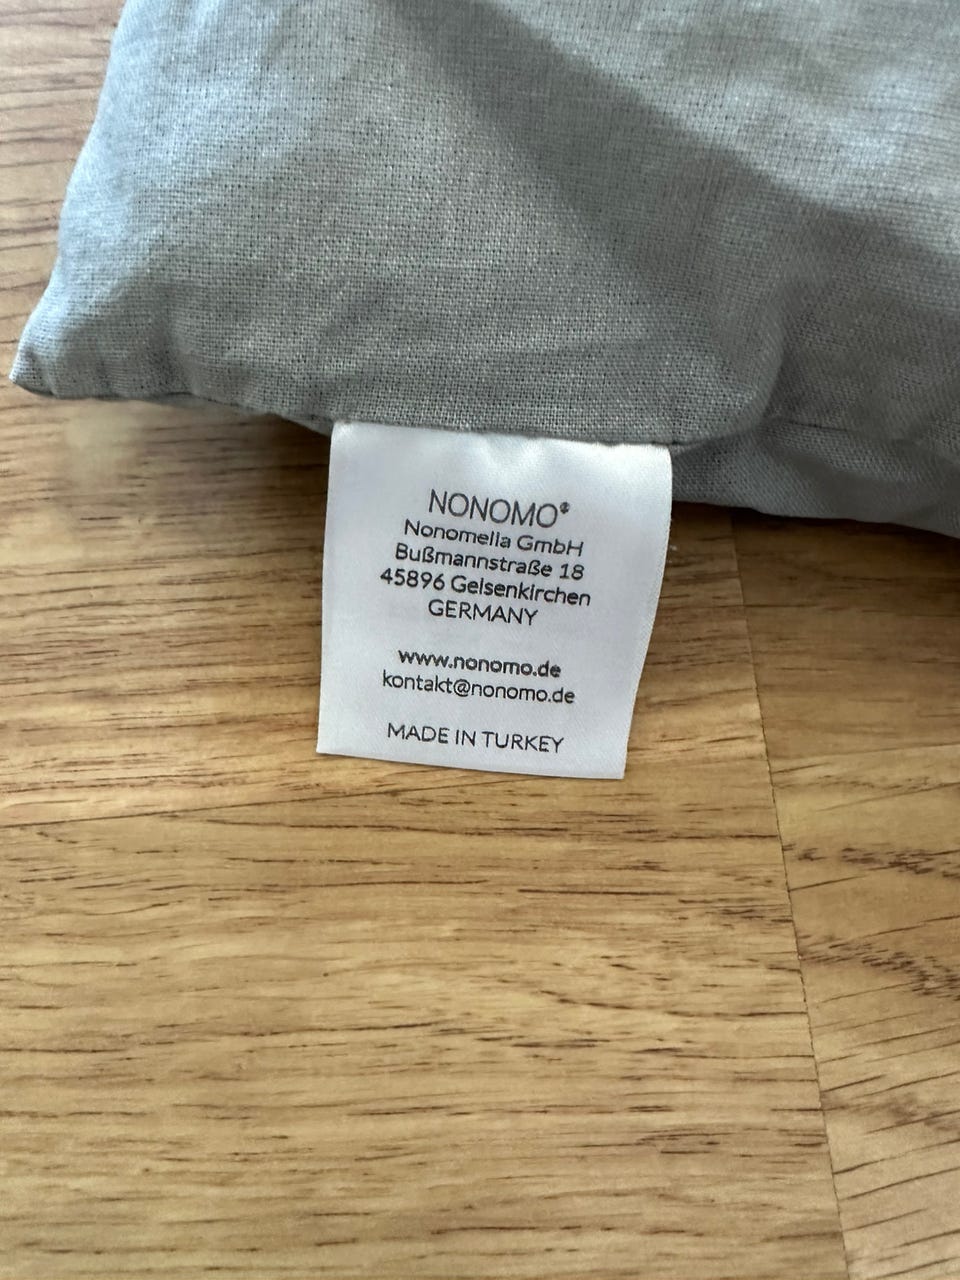 NONOMO®
Nonomella GmbH
Bußmannstraße 18
45896 Gelsenkirchen
GERMANY
www.nonomo.de
kontakt@nonomo.de
MADE IN TURKEY